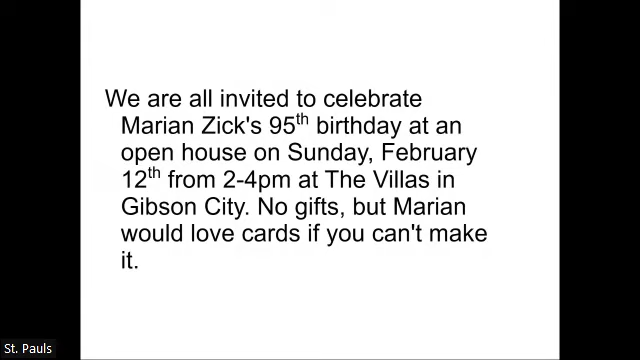 We are all invited to celebrate
Marian Zick's 95th birthday at an
open house on Sunday, February
12th from 2-4pm at The Villas in
Gibson City. No gifts, but Marian
would love cards if you can't make
it.
St. Pauls